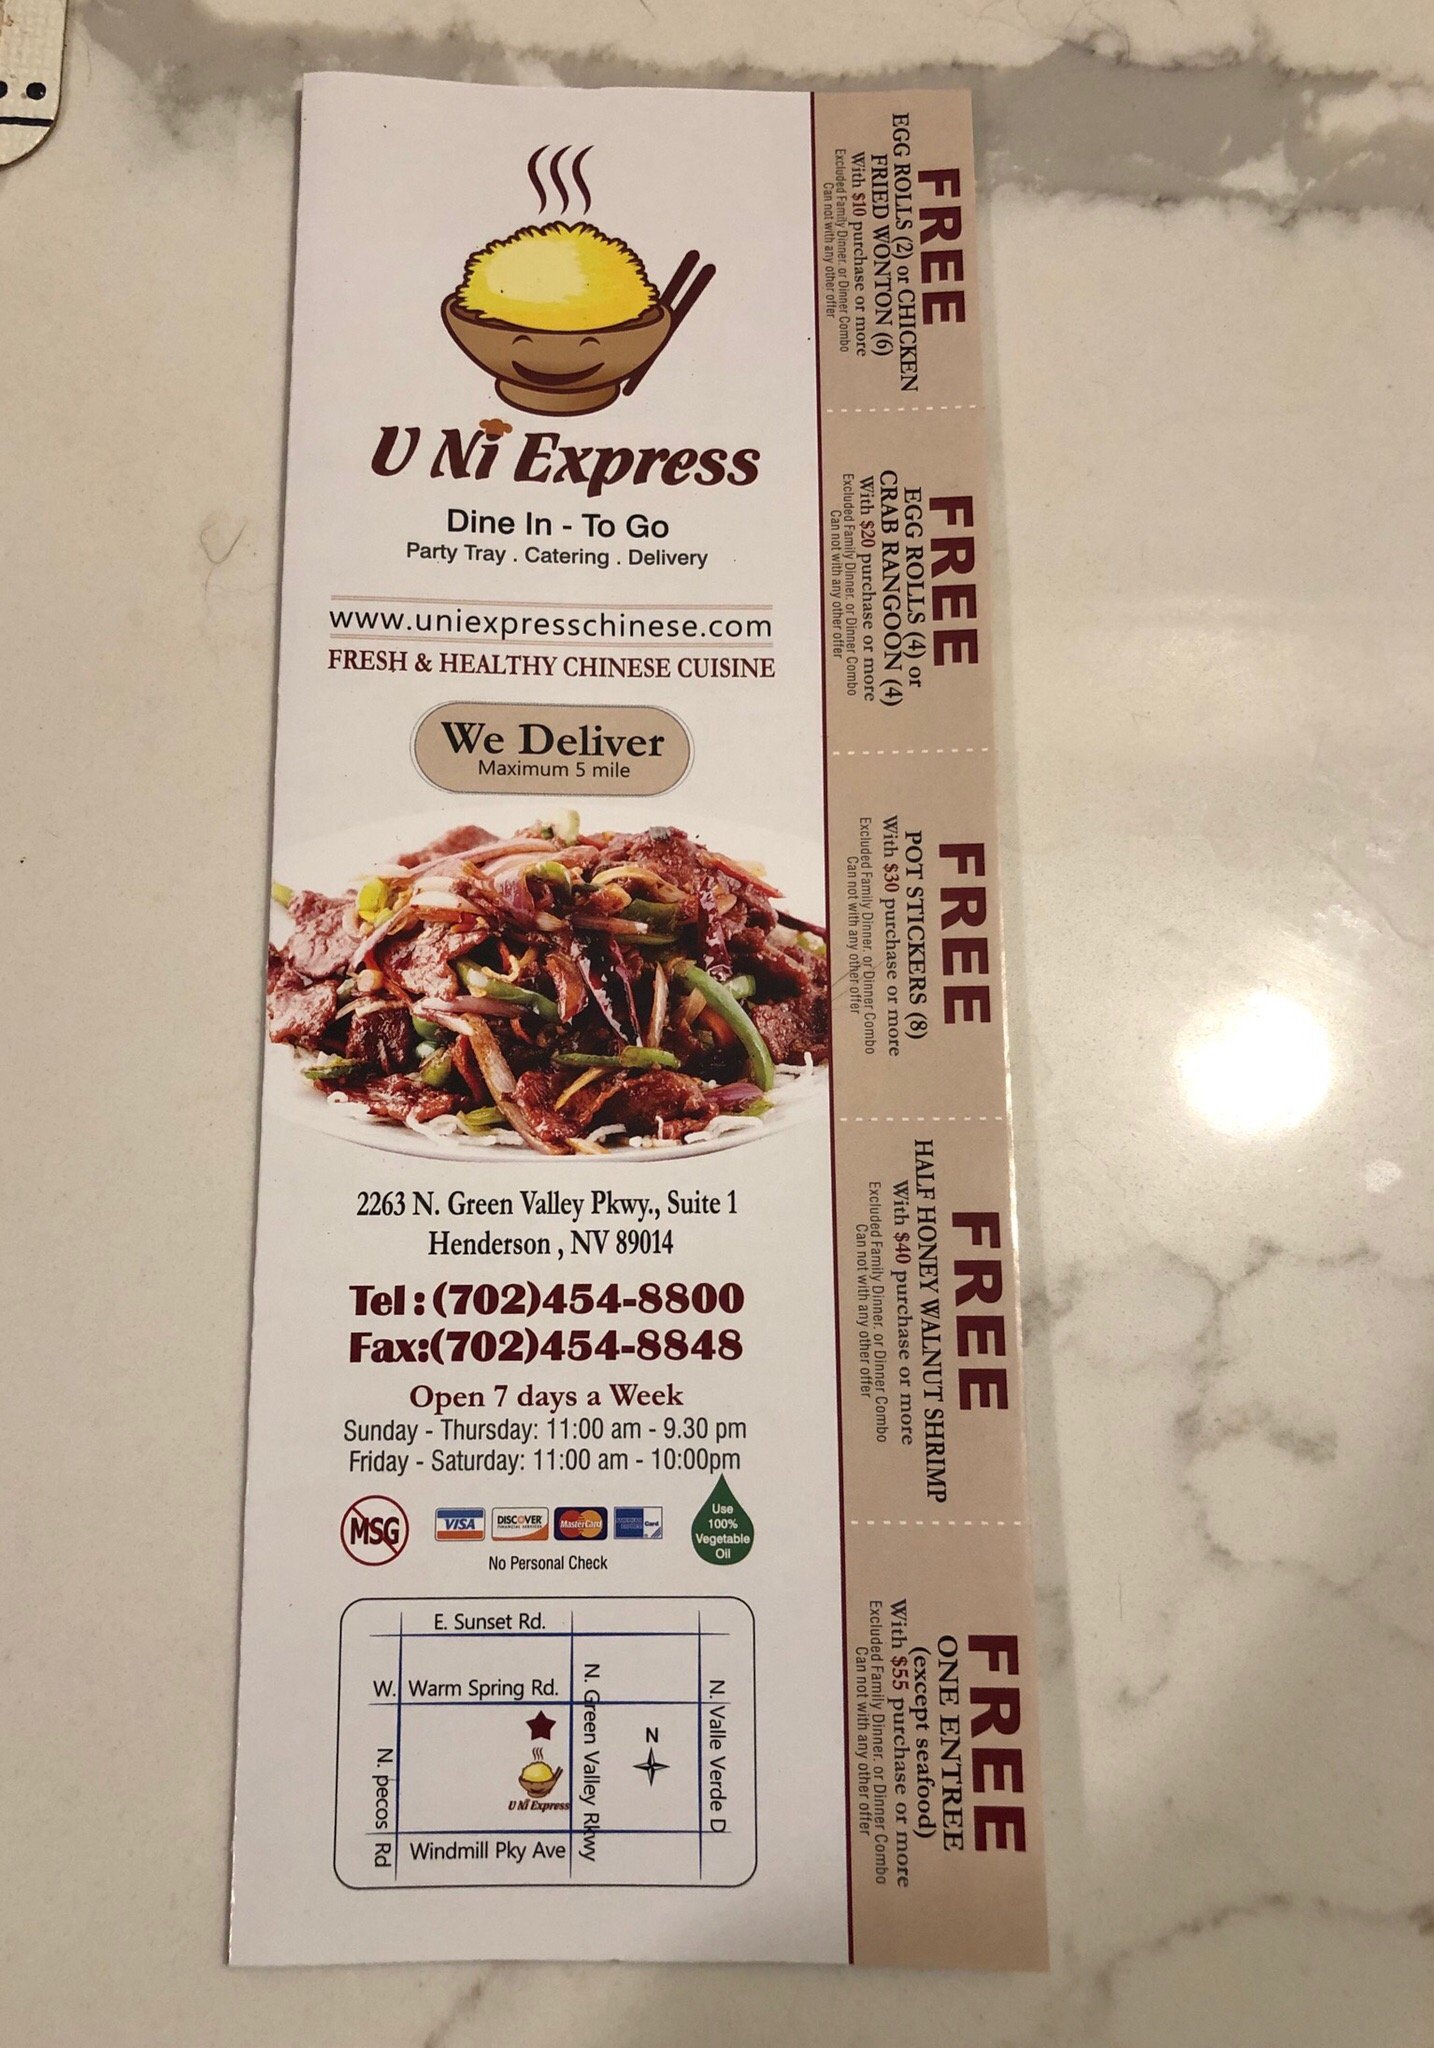 U Ni Express
Dine In - To Go
Party Tray . Catering . Delivery
www.uniexpresschinese.com
FRESH & HEALTHY CHINESE CUISINE
We Deliver
Maximum 5 mile
2263 N. Green Valley Pkwy., Suite 1
Henderson , NV 89014
Tel : (702)454-8800
Fax:(702)454-8848
Open 7 days a Week
Sunday - Thursday: 11:00 am - 9.30 pm
Friday - Saturday: 11:00 am - 10:00pm
MSG
VISA
DISCOVER
FINANCIAL SERVICES
MasterCard
AMERICAN EXPRESS Card
Use
100%
Vegetable
Oil
No Personal Check
E. Sunset Rd.
W. Warm Spring Rd.
N. pecos Rd
N. Green Valley Rkwy
N. Valle Verde D
N
U Ni Express
Windmill Pky Ave
FREE
EGG ROLLS (2) or CHICKEN
FRIED WONTON (6)
With $10 purchase or more
Excluded Family Dinner. or Dinner Combo
Can not with any other offer
FREE
EGG ROLLS (4) or
CRAB RANGOON (4)
With $20 purchase or more
Excluded Family Dinner. or Dinner Combo
Can not with any other offer
FREE
POT STICKERS (8)
With $30 purchase or more
Excluded Family Dinner. or Dinner Combo
Can not with any other offer
FREE
HALF HONEY WALNUT SHRIMP
With $40 purchase or more
Excluded Family Dinner. or Dinner Combo
Can not with any other offer
FREE
ONE ENTREE
(except seafood)
With $55 purchase or more
Excluded Family Dinner. or Dinner Combo
Can not with any other offer